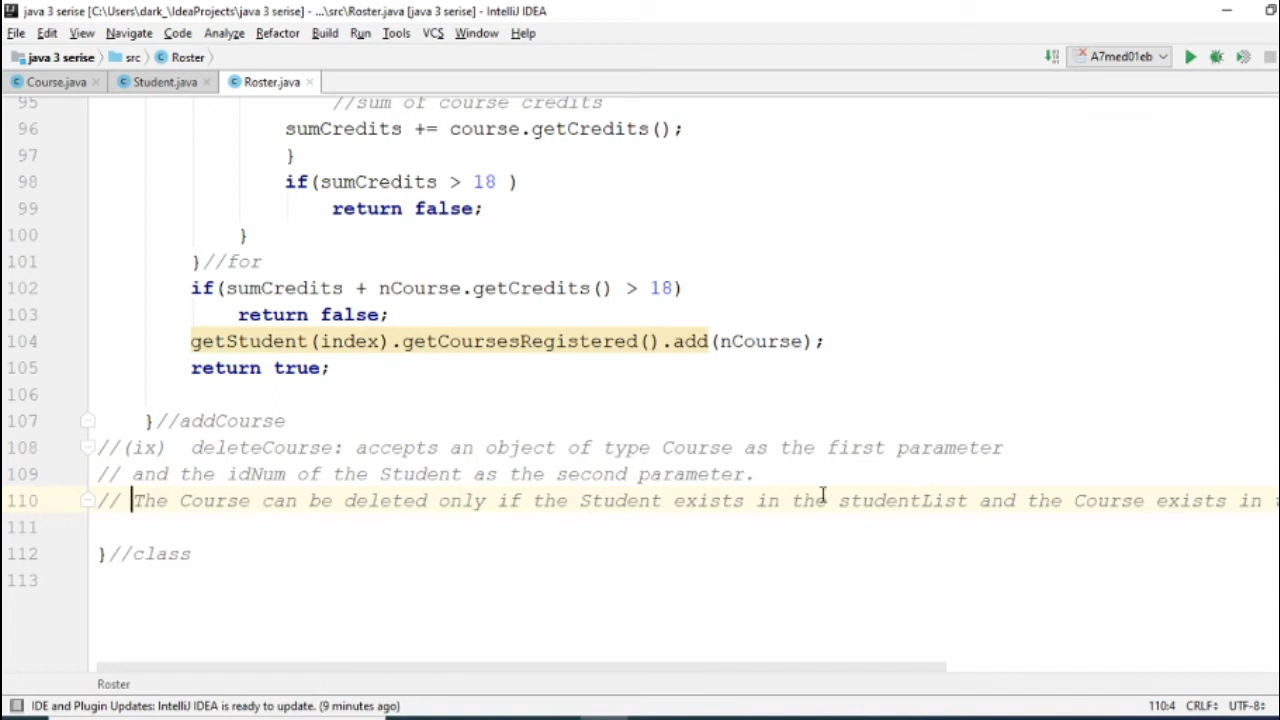 java 3 serise [C:\Users\dark_\IdeaProjects\java 3 serise] - ...\src\Roster.java [java 3 serise] - IntelliJ IDEA
File Edit View Navigate Code Analyze Refactor Build Run Tools VCS Window Help
java 3 serise src Roster A7med01eb
Course.java Student.java Roster.java
95 //sum of course credits
96 sumCredits += course.getCredits();
97 }
98 if(sumCredits > 18 )
99 return false;
100 }
101 }//for
102 if(sumCredits + nCourse.getCredits() > 18)
103 return false;
104 getStudent(index).getCoursesRegistered().add(nCourse);
105 return true;
106
107 }//addCourse
108 //(ix) deleteCourse: accepts an object of type Course as the first parameter
109 // and the idNum of the Student as the second parameter.
110 // The Course can be deleted only if the Student exists in the studentList and the Course exists in
111
112 }//class
113
Roster
IDE and Plugin Updates: IntelliJ IDEA is ready to update. (9 minutes ago) 110:4 CRLF UTF-8